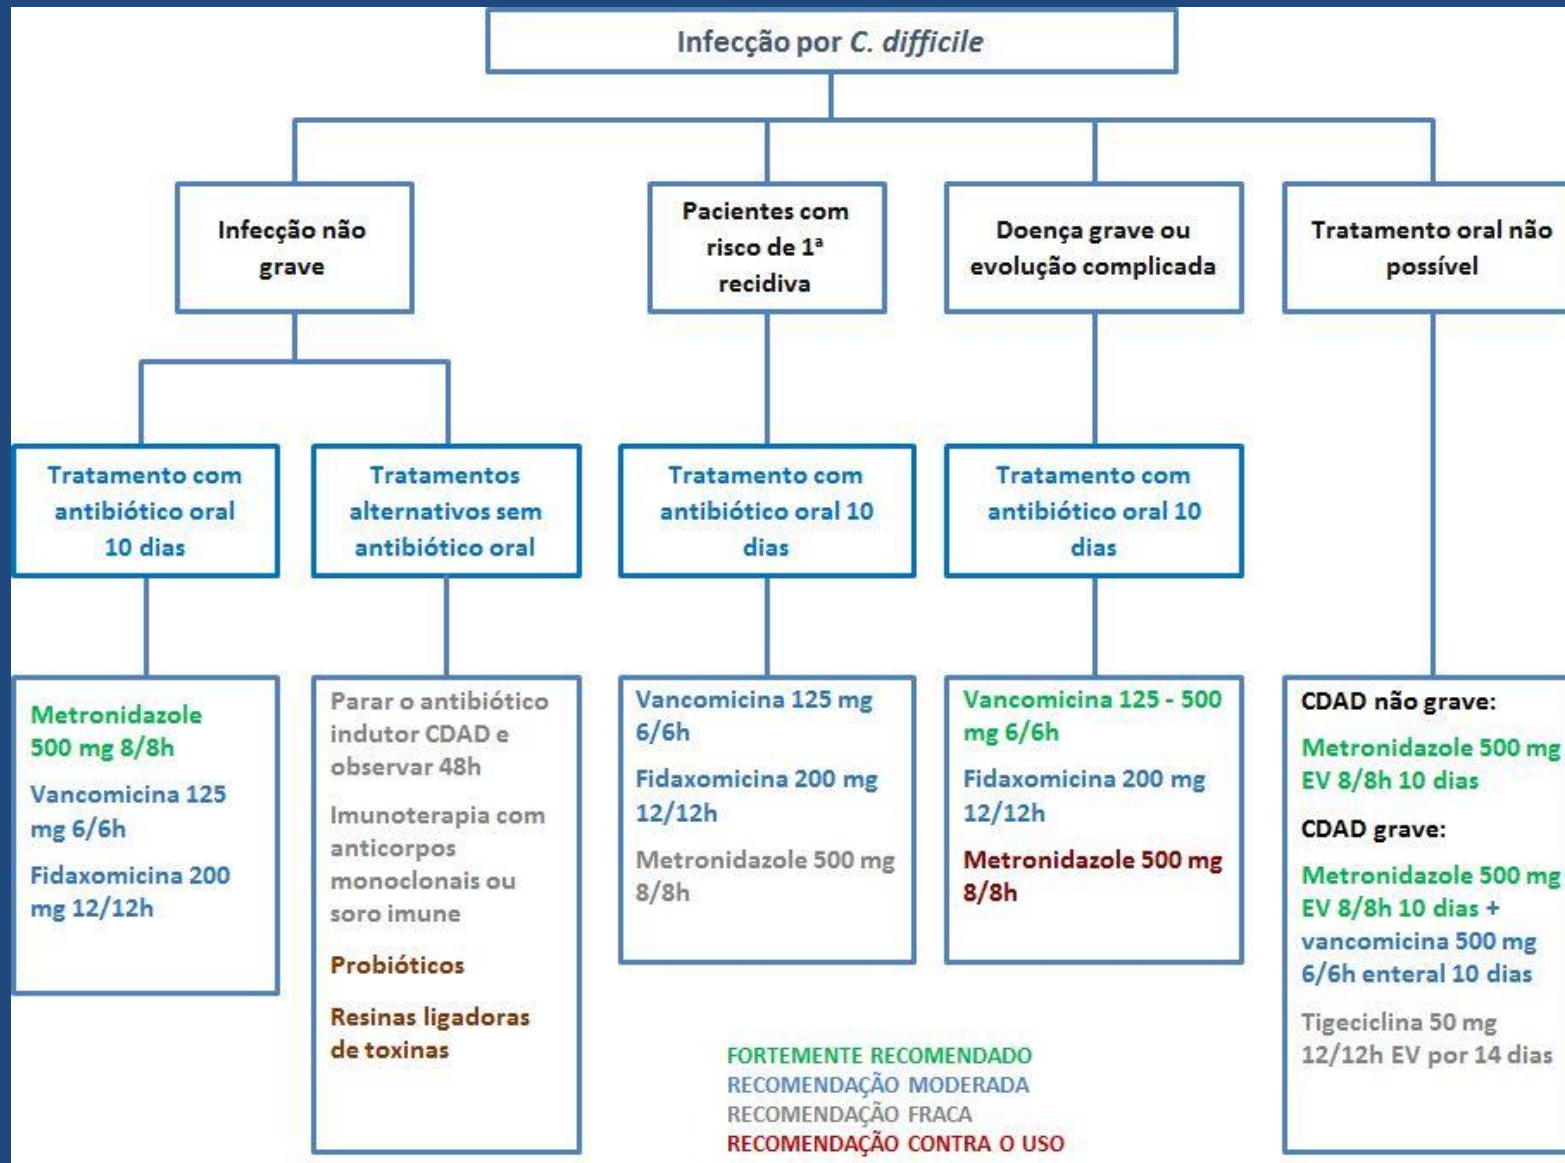 Infecção por C. difficile
Infecção não
grave
Pacientes com
risco de 1ª
recidiva
Doença grave ou
evolução complicada
Tratamento oral não
possível
Tratamento com
antibiótico oral
10 dias
Tratamentos
alternativos sem
antibiótico oral
Tratamento com
antibiótico oral 10
dias
Tratamento com
antibiótico oral 10
dias
Metronidazole
500 mg 8/8h
Vancomicina 125
mg 6/6h
Fidaxomicina 200
mg 12/12h
Parar o antibiótico
indutor CDAD e
observar 48h
Imunoterapia com
anticorpos
monoclonais ou
soro imune
Probióticos
Resinas ligadoras
de toxinas
Vancomicina 125 mg
6/6h
Fidaxomicina 200 mg
12/12h
Metronidazole 500 mg
8/8h
Vancomicina 125 - 500
mg 6/6h
Fidaxomicina 200 mg
12/12h
Metronidazole 500 mg
8/8h
CDAD não grave:
Metronidazole 500 mg
EV 8/8h 10 dias
CDAD grave:
Metronidazole 500 mg
EV 8/8h 10 dias +
vancomicina 500 mg
6/6h enteral 10 dias
Tigeciclina 50 mg
12/12h EV por 14 dias
FORTEMENTE RECOMENDADO
RECOMENDAÇÃO MODERADA
RECOMENDAÇÃO FRACA
RECOMENDAÇÃO CONTRA O USO